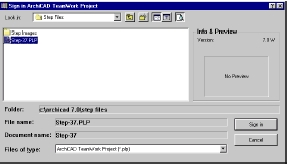 Sign in ArchiCAD TeamWork Project
Look in: Step Files
Info & Preview
Step Images
Step-37.PLP
Version: 7.0 W
No Preview
Folder: c:\archicad 7.0\step files
File name: Step-37.PLP
Sign in
Document name: Step-37
Cancel
Files of type: ArchiCAD TeamWork Project (*.plp)